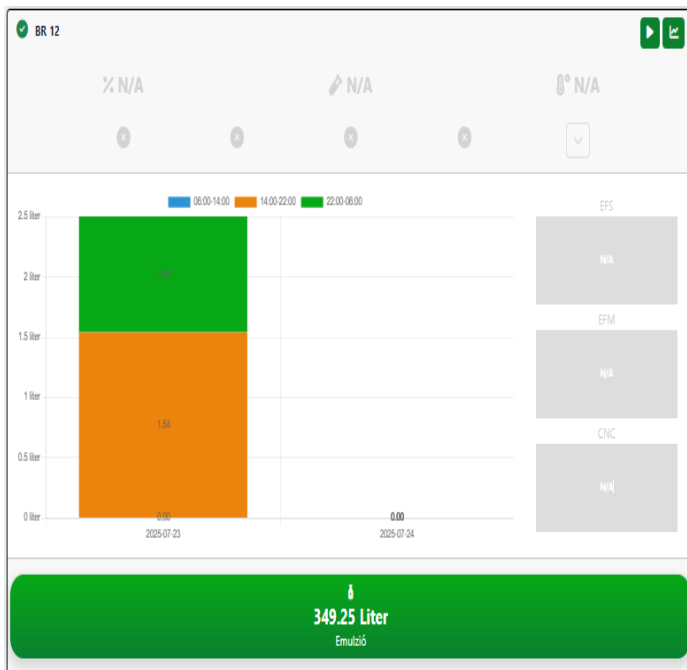 BR 12
N/A N/A N/A
06:00-14:00 14:00-22:00 22:00-06:00
2.5 liter
2 liter
1.5 liter
1 liter
0.5 liter
0 liter
1.54
0.00
0.00
2025-07-23 2025-07-24
EFS
N/A
EFM
N/A
CNC
N/A
349.25 Liter
Emulzió